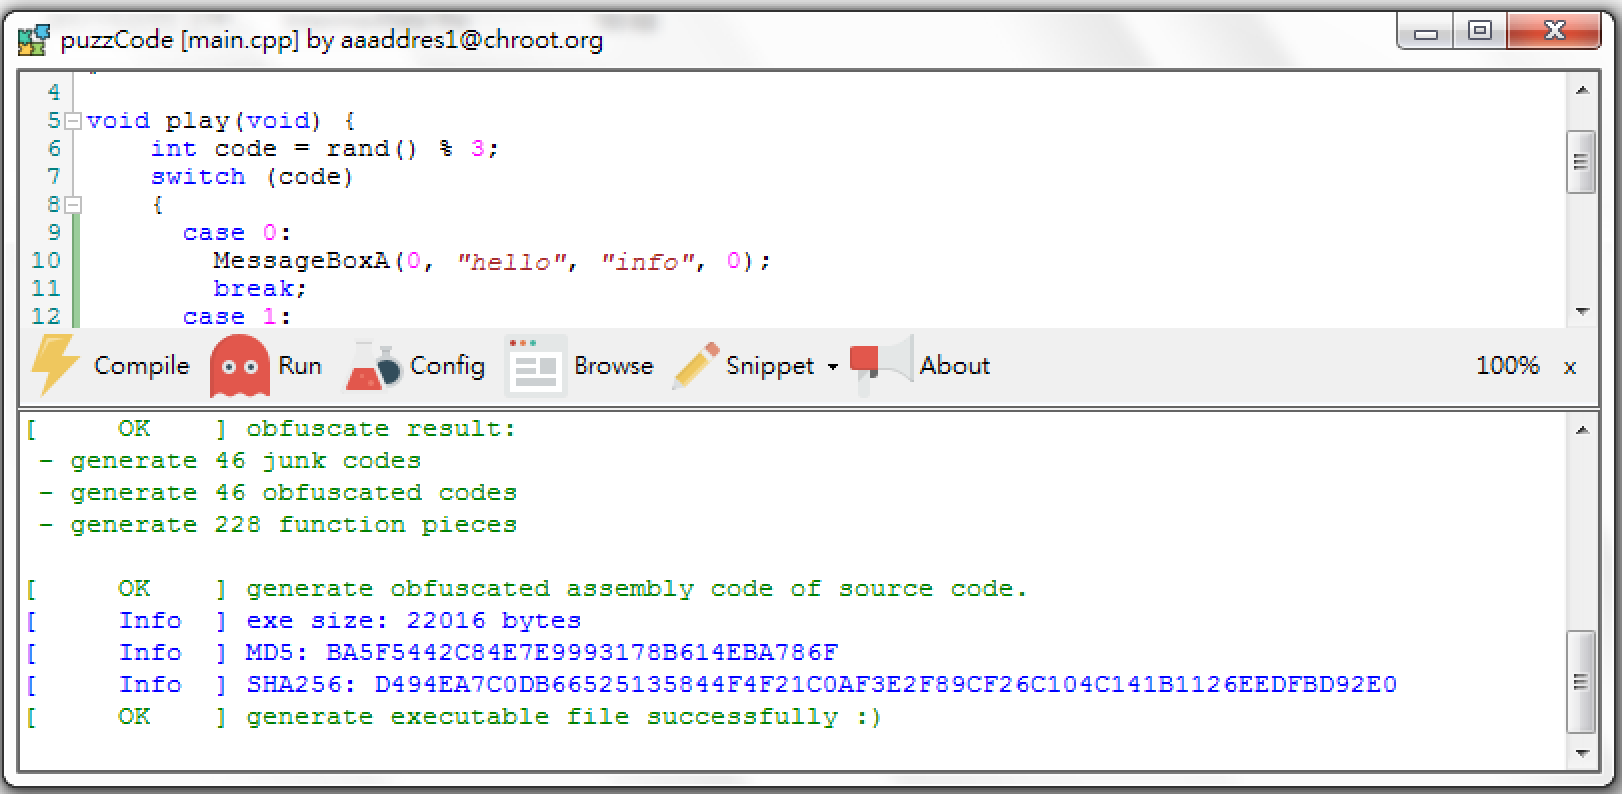 puzzCode [main.cpp] by aaaddres1@chroot.org
4
5 void play(void) {
6 int code = rand() % 3;
7 switch (code)
8 {
9 case 0:
10 MessageBoxA(0, "hello", "info", 0);
11 break;
12 case 1:
Compile Run Config Browse Snippet About 100% x
[ OK ] obfuscate result:
- generate 46 junk codes
- generate 46 obfuscated codes
- generate 228 function pieces
[ OK ] generate obfuscated assembly code of source code.
[ Info ] exe size: 22016 bytes
[ Info ] MD5: BA5F5442C84E7E9993178B614EBA786F
[ Info ] SHA256: D494EA7C0DB66525135844F4F21C0AF3E2F89CF26C104C141B1126EEDFBD92E0
[ OK ] generate executable file successfully :)